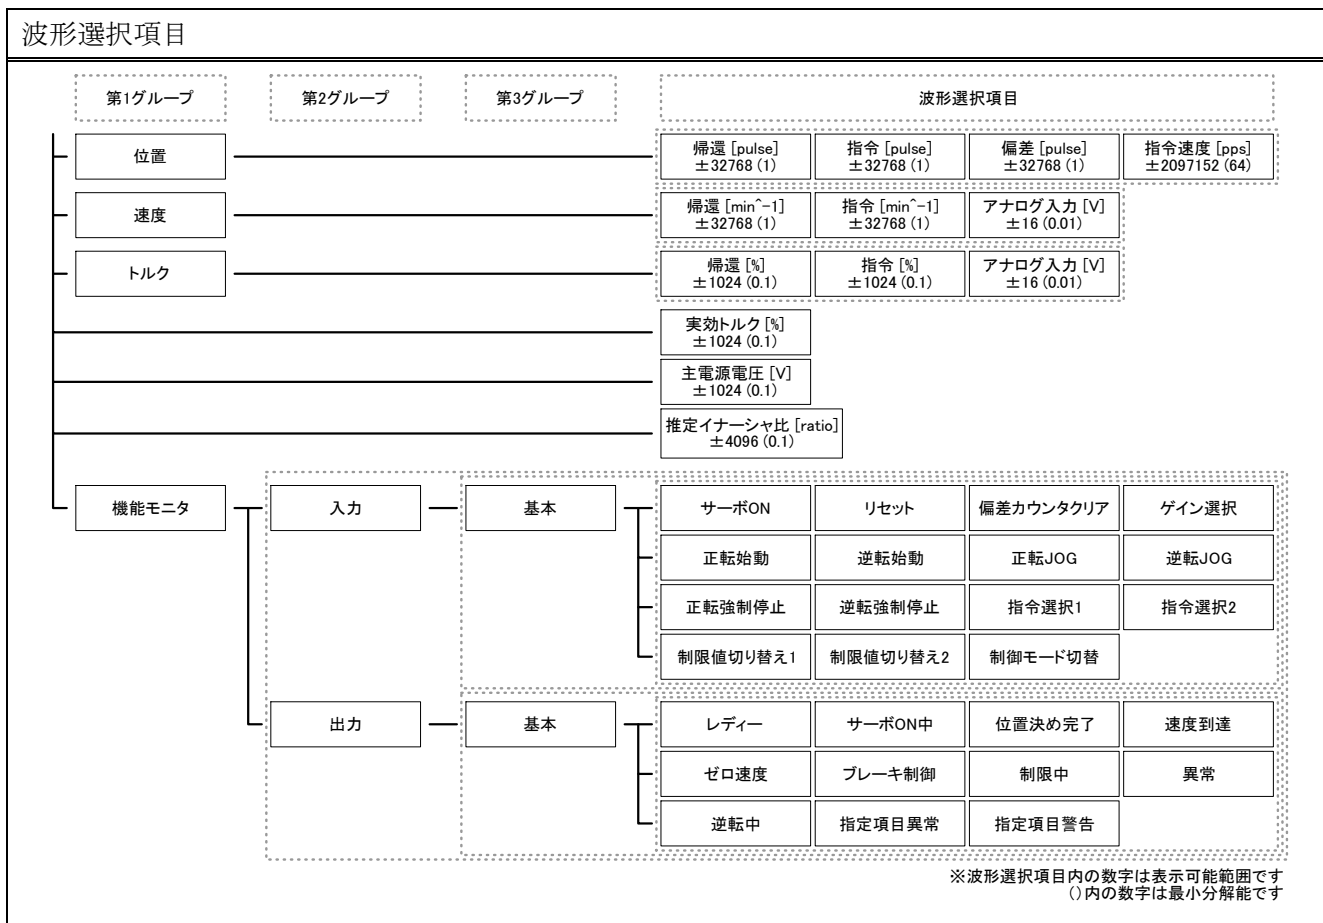 波形選択項目
第1グループ 第2グループ 第3グループ 波形選択項目
位置
帰還 [pulse]
±32768 (1)
指令 [pulse]
±32768 (1)
偏差 [pulse]
±32768 (1)
指令速度 [pps]
±2097152 (64)
速度
帰還 [min^-1]
±32768 (1)
指令 [min^-1]
±32768 (1)
アナログ入力 [V]
±16 (0.01)
トルク
帰還 [%]
±1024 (0.1)
指令 [%]
±1024 (0.1)
アナログ入力 [V]
±16 (0.01)
実効トルク [%]
±1024 (0.1)
主電源電圧 [V]
±1024 (0.1)
推定イナーシャ比 [ratio]
±4096 (0.1)
機能モニタ 入力 基本 サーボON リセット 偏差カウンタクリア ゲイン選択
正転始動 逆転始動 正転JOG 逆転JOG
正転強制停止 逆転強制停止 指令選択1 指令選択2
制限値切り替え1 制限値切り替え2 制御モード切替
出力 基本 レディー サーボON中 位置決め完了 速度到達
ゼロ速度 ブレーキ制御 制限中 異常
逆転中 指定項目異常 指定項目警告
※波形選択項目内の数字は表示可能範囲です
()内の数字は最小分解能です